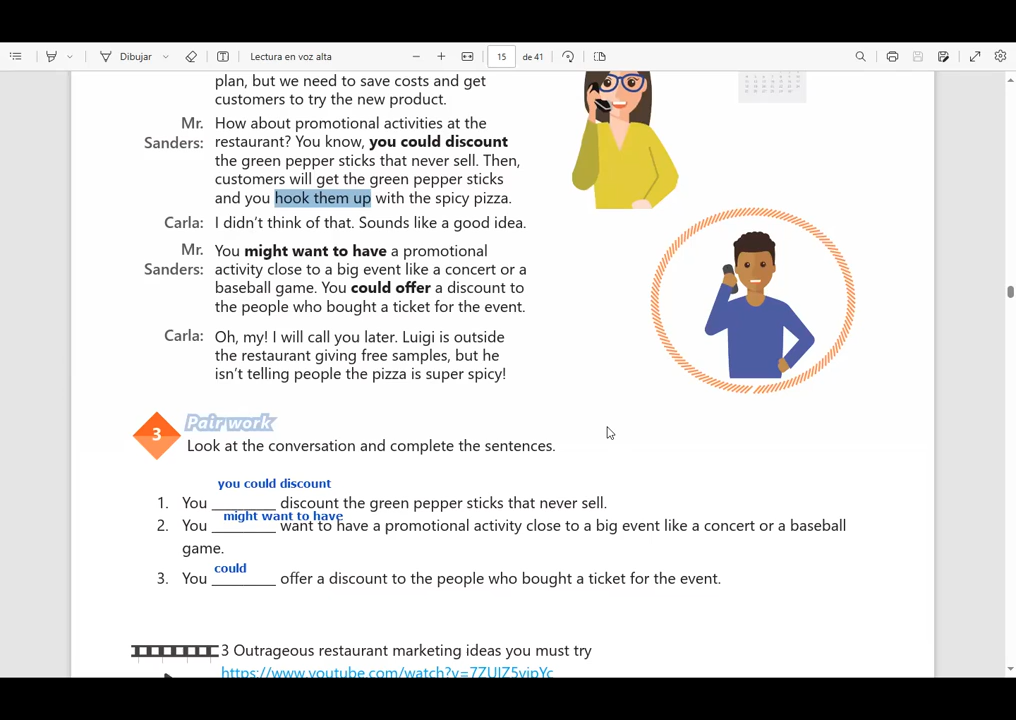 Dibujar
Lectura en voz alta
15
de 41
plan, but we need to save costs and get
customers to try the new product.
Mr. Sanders: How about promotional activities at the
restaurant? You know, you could discount
the green pepper sticks that never sell. Then,
customers will get the green pepper sticks
and you hook them up with the spicy pizza.
Carla: I didn't think of that. Sounds like a good idea.
Mr. Sanders: You might want to have a promotional
activity close to a big event like a concert or a
baseball game. You could offer a discount to
the people who bought a ticket for the event.
Carla: Oh, my! I will call you later. Luigi is outside
the restaurant giving free samples, but he
isn't telling people the pizza is super spicy!
3
Pair work
Look at the conversation and complete the sentences.
you could discount
1. You ________ discount the green pepper sticks that never sell.
might want to have
2. You ________ want to have a promotional activity close to a big event like a concert or a baseball
game.
could
3. You ________ offer a discount to the people who bought a ticket for the event.
3 Outrageous restaurant marketing ideas you must try